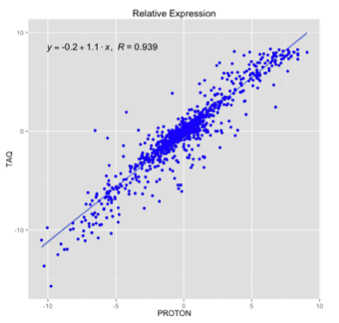 Relative Expression
y = -0.2 + 1.1 · x, R = 0.939
10
0
-10
TAQ
-10
-5
0
5
10
PROTON